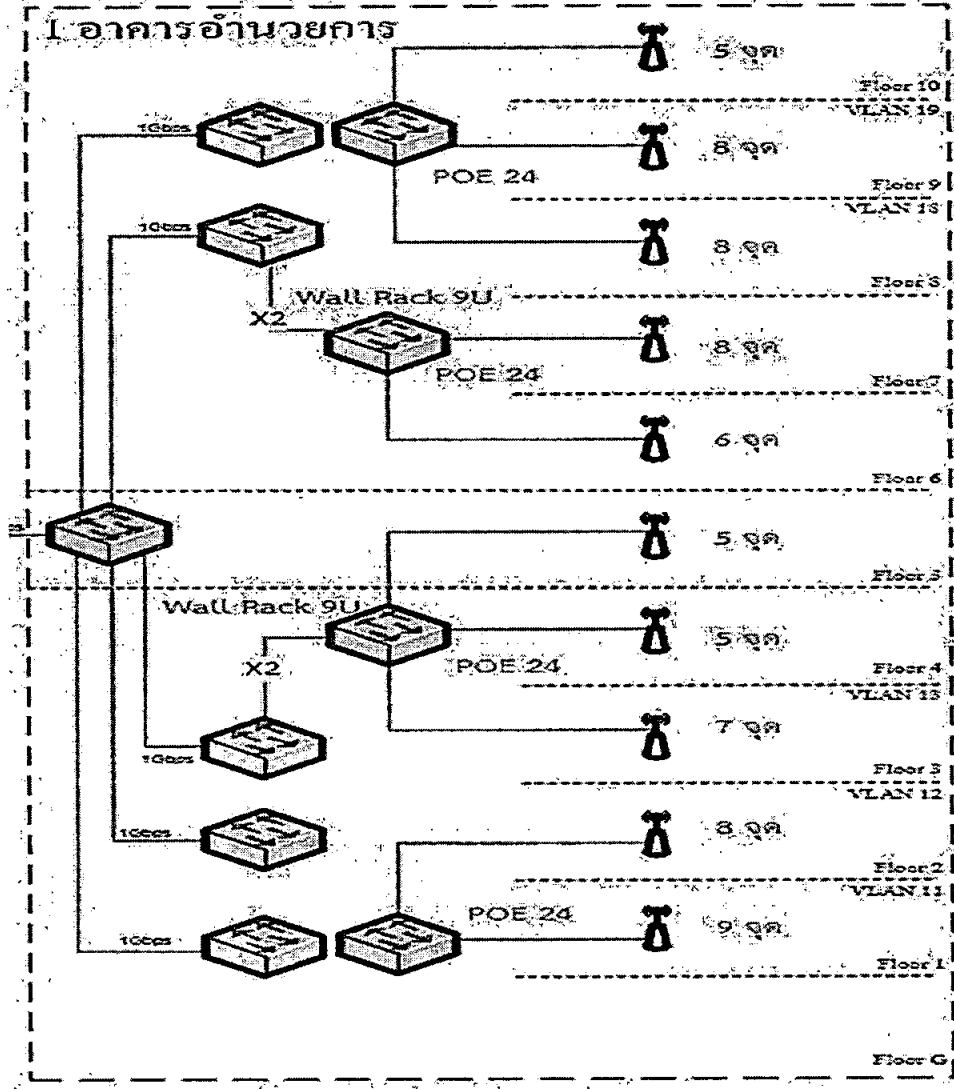 1 อาคารอำนวยการ
5 จุด
Floor 10
VLAN 19
1Gbps
8 จุด
POE 24
Floor 9
VLAN 18
1Gbps
8 จุด
Floor 8
Wall Rack 9U
X2
8 จุด
POE 24
Floor 7
6 จุด
Floor 6
5 จุด
Floor 5
Wall Rack 9U
5 จุด
X2
POE 24
Floor 4
VLAN 13
7 จุด
1Gbps
Floor 3
VLAN 12
8 จุด
1Gbps
Floor 2
VLAN 11
POE 24
9 จุด
1Gbps
Floor 1
Floor G